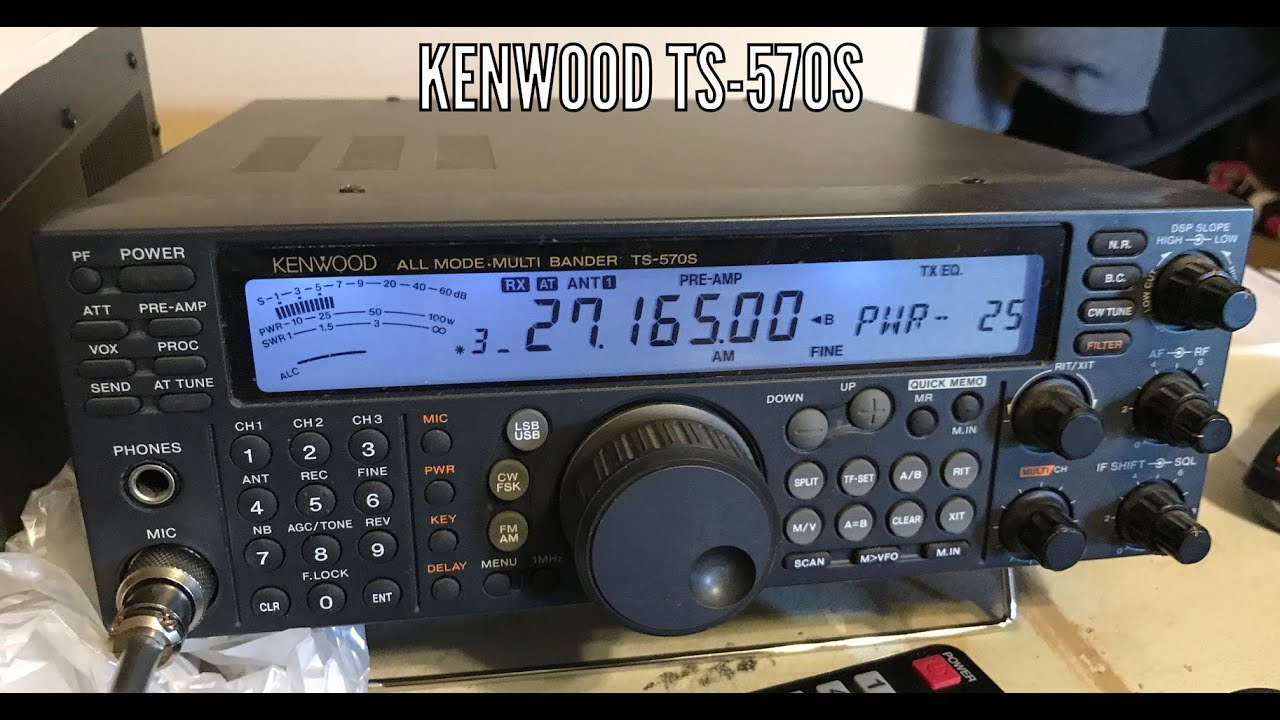 KENWOOD TS-570S
KENWOOD ALL MODE·MULTI BANDER TS-570S
PF POWER
ATT PRE-AMP
VOX PROC
SEND AT TUNE
PHONES
MIC
S-1-3-5-7-9-20-40-60dB
PWR-10-25-50-100w
SWR1-1.5-3-∞
ALC
RX AT ANT1 PRE-AMP TX EQ.
*3_ 27.165.00 ◄B PWR- 25
AM FINE
CH1 CH2 CH3
1 2 3
ANT REC FINE
4 5 6
NB AGC/TONE REV
7 8 9
F.LOCK
CLR 0 ENT
MIC
PWR
KEY
DELAY
LSB
USB
CW
FSK
FM
AM
MENU 1MHz
DOWN UP
− +
QUICK MEMO
MR M.IN
SPLIT TF-SET A/B RIT
M/V A=B CLEAR XIT
SCAN M>VFO M.IN
N.R.
B.C.
CW TUNE
FILTER
DSP SLOPE
HIGH LOW
RIT/XIT
AF RF
MULTI/CH
IF SHIFT SQL
POWER
1